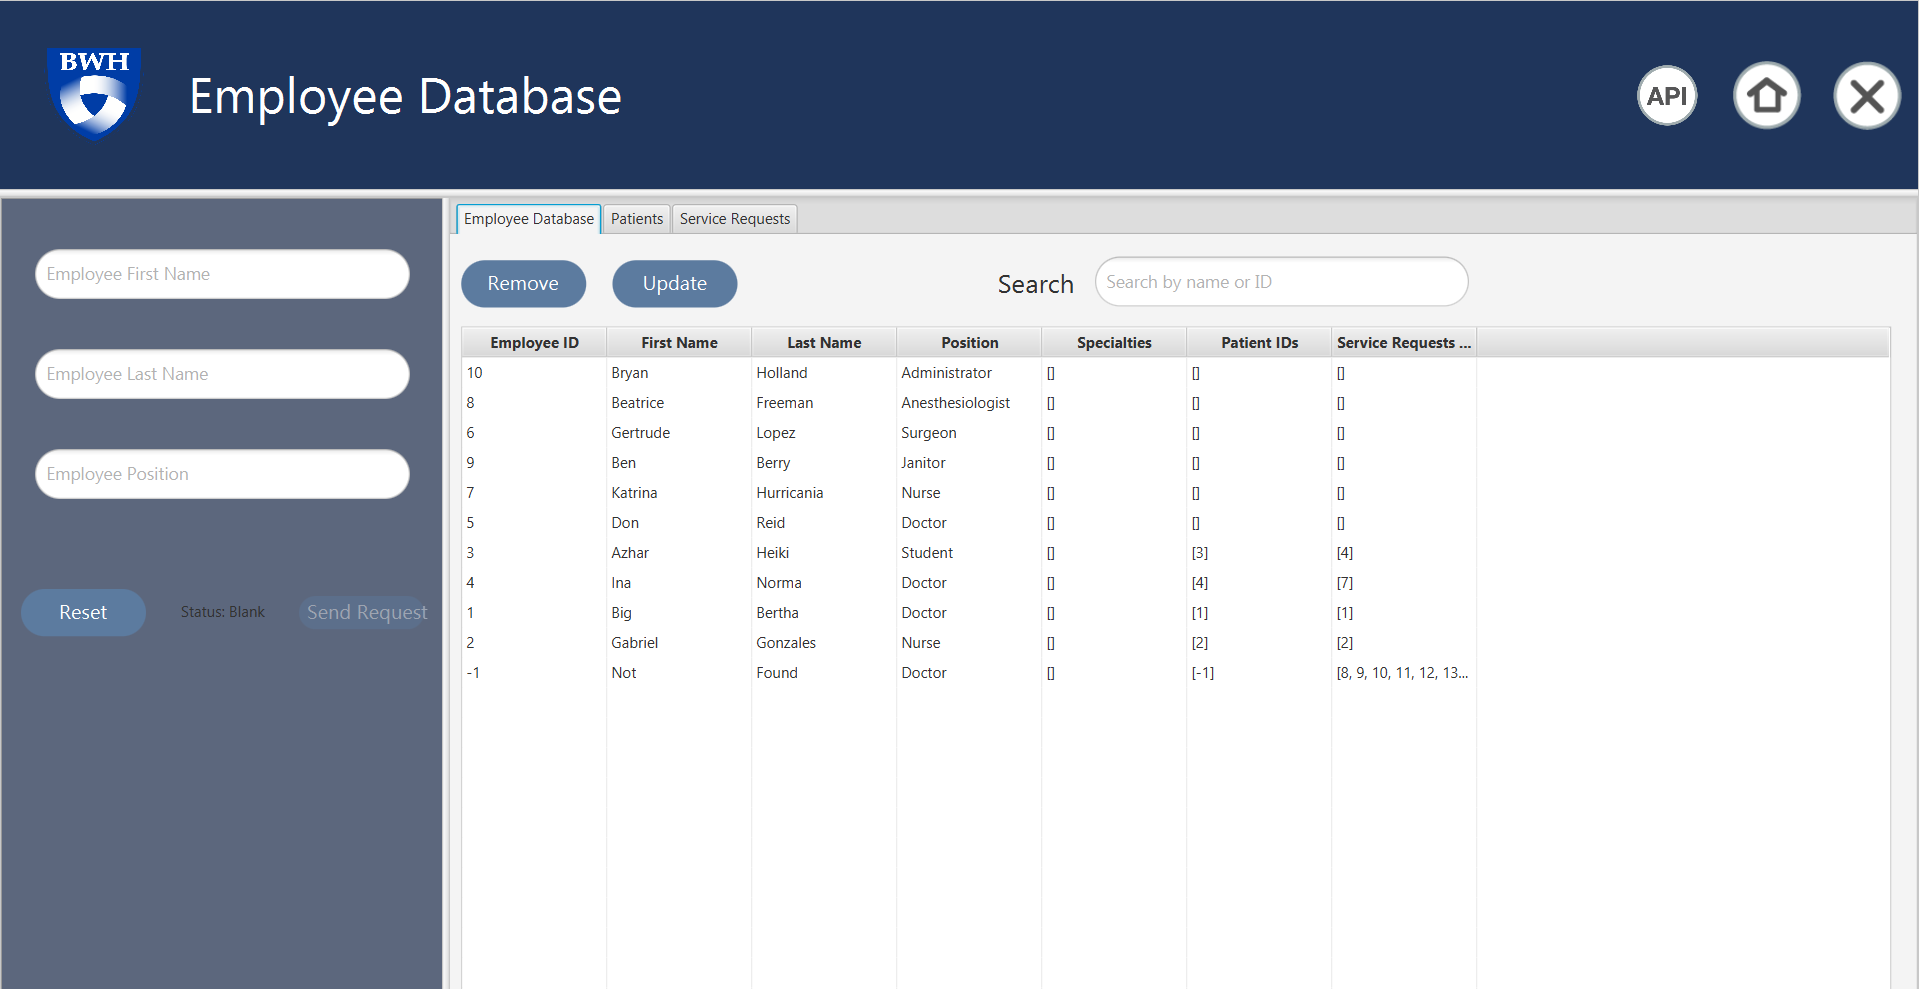 BWH
Employee Database
API
Employee Database Patients Service Requests
Employee First Name
Employee Last Name
Employee Position
Reset Status: Blank Send Request
Remove Update Search Search by name or ID
Employee ID First Name Last Name Position Specialties Patient IDs Service Requests ...
10 Bryan Holland Administrator [] [] []
8 Beatrice Freeman Anesthesiologist [] [] []
6 Gertrude Lopez Surgeon [] [] []
9 Ben Berry Janitor [] [] []
7 Katrina Hurricania Nurse [] [] []
5 Don Reid Doctor [] [] []
3 Azhar Heiki Student [] [3] [4]
4 Ina Norma Doctor [] [4] [7]
1 Big Bertha Doctor [] [1] [1]
2 Gabriel Gonzales Nurse [] [2] [2]
-1 Not Found Doctor [] [-1] [8, 9, 10, 11, 12, 13...